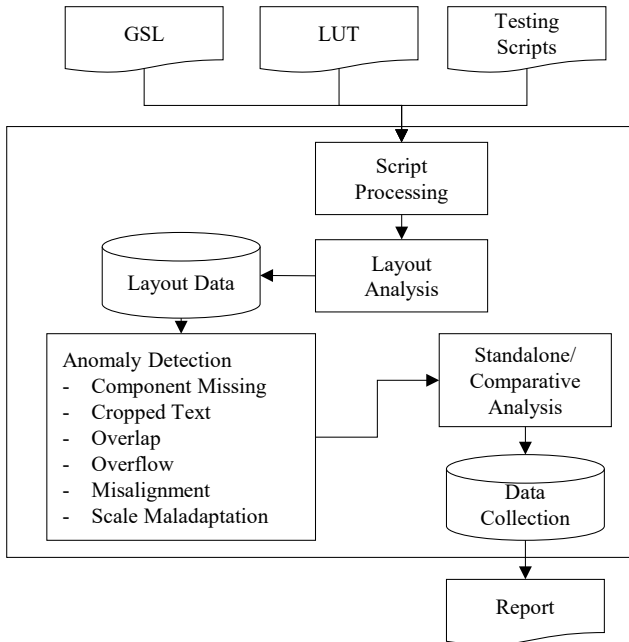 GSL
LUT
Testing
Scripts
Script
Processing
Layout
Analysis
Layout Data
Anomaly Detection
- Component Missing
- Cropped Text
- Overlap
- Overflow
- Misalignment
- Scale Maladaptation
Standalone/
Comparative
Analysis
Data
Collection
Report